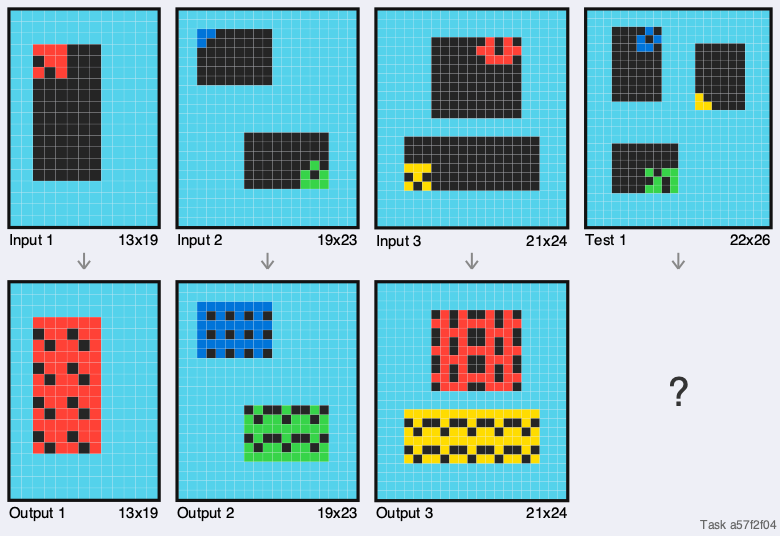 Input 1 13x19
Input 2 19x23
Input 3 21x24
Test 1 22x26
Output 1 13x19
Output 2 19x23
Output 3 21x24
?
Task a57f2f04